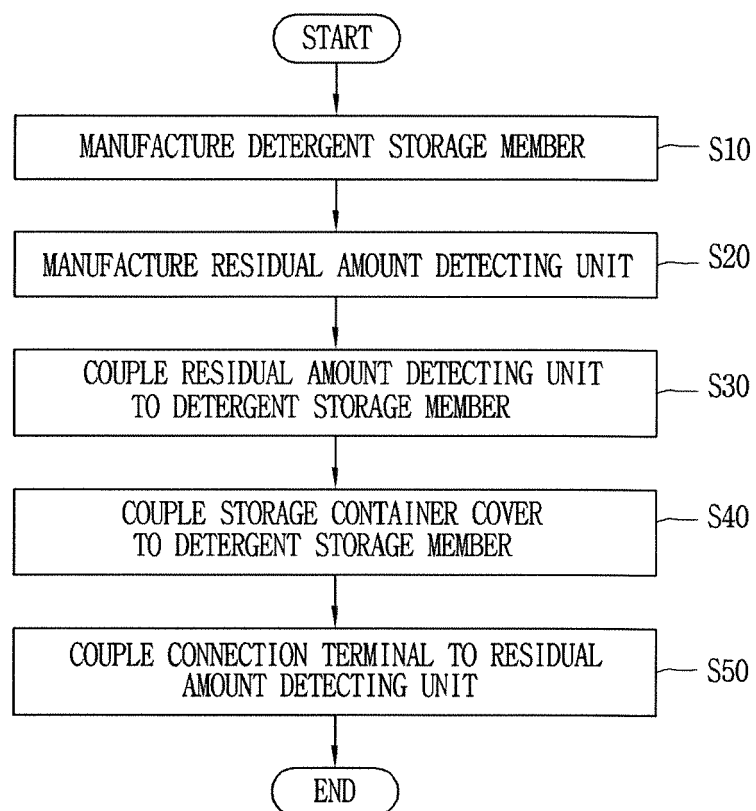 START
MANUFACTURE DETERGENT STORAGE MEMBER
S10
MANUFACTURE RESIDUAL AMOUNT DETECTING UNIT
S20
COUPLE RESIDUAL AMOUNT DETECTING UNIT
TO DETERGENT STORAGE MEMBER
S30
COUPLE STORAGE CONTAINER COVER
TO DETERGENT STORAGE MEMBER
S40
COUPLE CONNECTION TERMINAL TO RESIDUAL
AMOUNT DETECTING UNIT
S50
END